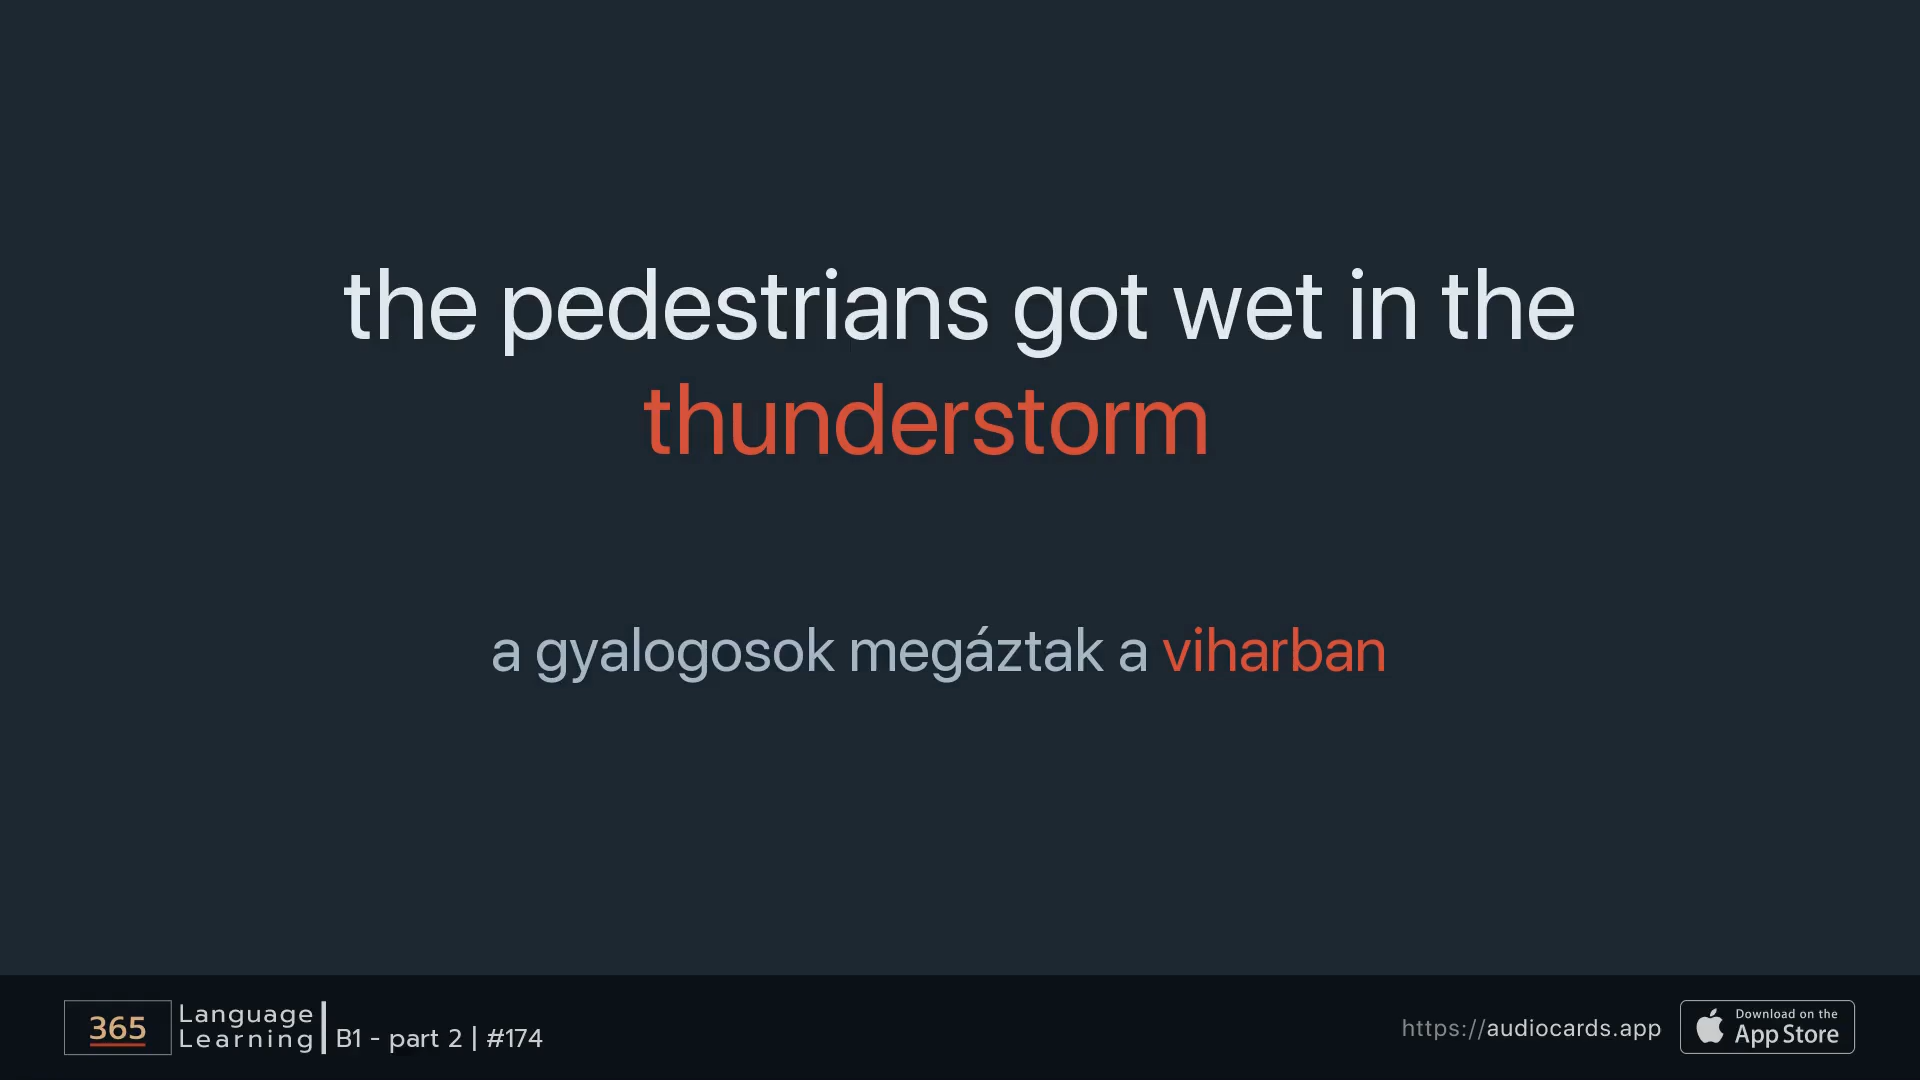 the pedestrians got wet in the
thunderstorm
a gyalogosok megáztak a viharban
365
Language
Learning
B1 - part 2 | #174
https://audiocards.app
Download on the
App Store